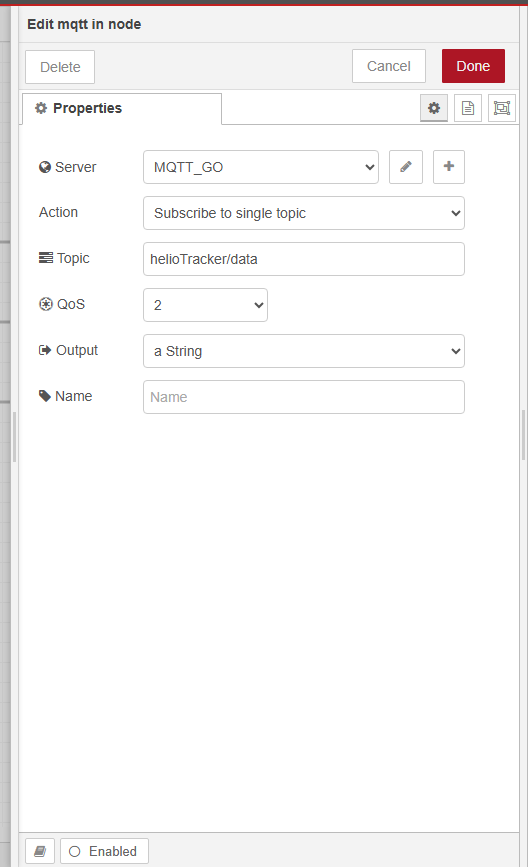 Edit mqtt in node
Delete
Cancel
Done
Properties
Server
MQTT_GO
Action
Subscribe to single topic
Topic
helioTracker/data
QoS
2
Output
a String
Name
Name
Enabled